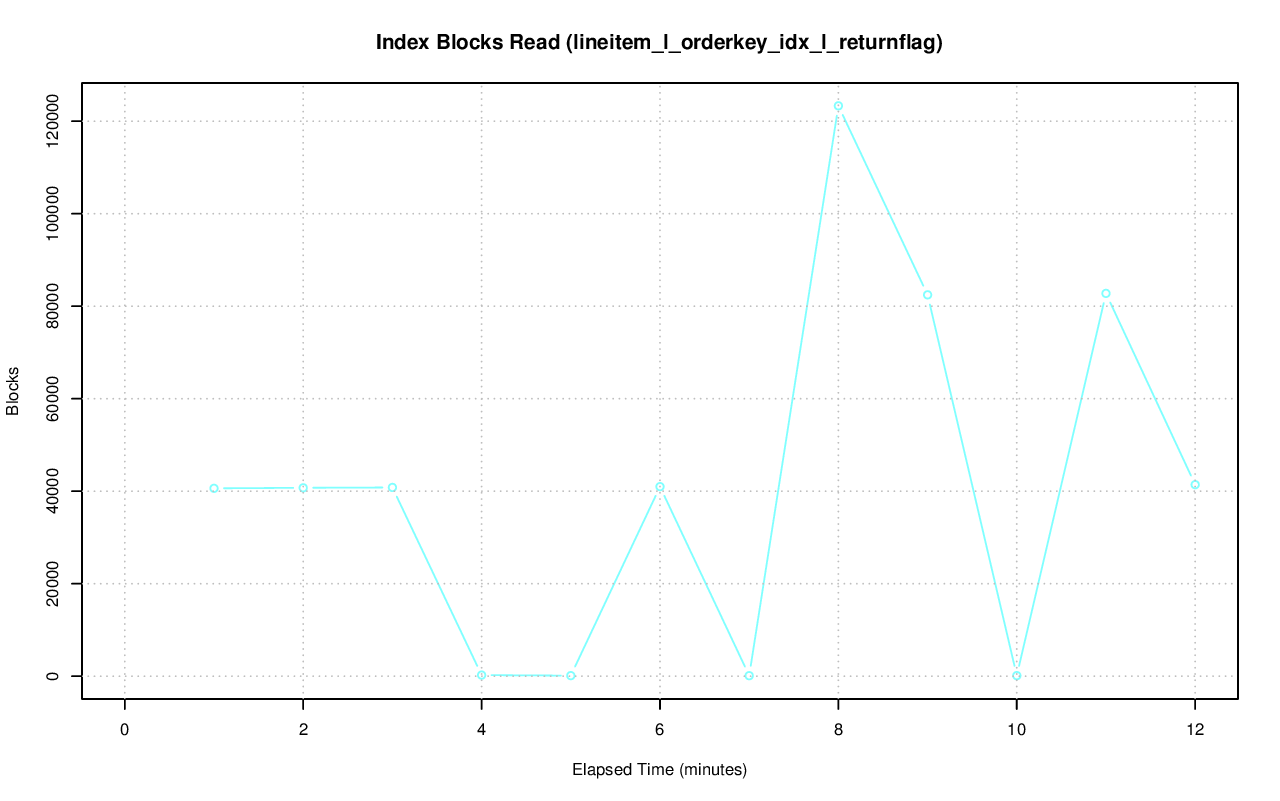 Index Blocks Read (lineitem_l_orderkey_idx_l_returnflag)
120000
100000
80000
60000
40000
20000
0
Blocks
0 2 4 6 8 10 12
Elapsed Time (minutes)